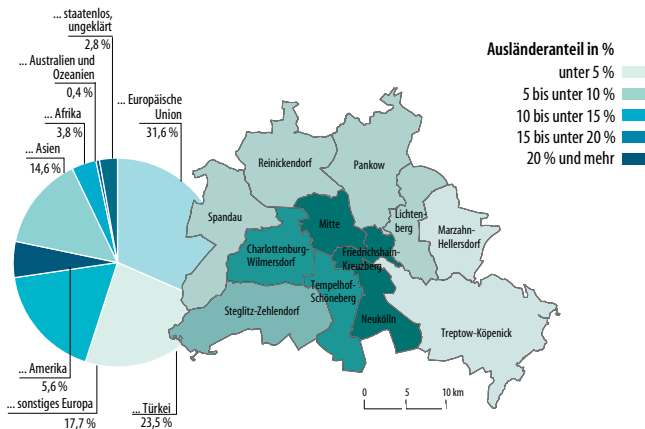 ... staatenlos,
ungeklärt
2,8 %
... Australien und
Ozeanien
0,4 %
... Afrika
3,8 %
... Asien
14,6 %
... Europäische
Union
31,6 %
... Amerika
5,6 %
... sonstiges Europa
17,7 %
... Türkei
23,5 %
Ausländeranteil in %
unter 5 %
5 bis unter 10 %
10 bis unter 15 %
15 bis unter 20 %
20 % und mehr
Reinickendorf
Pankow
Spandau
Mitte
Lichten-
berg
Marzahn-
Hellersdorf
Charlottenburg-
Wilmersdorf
Friedrichshain-
Kreuzberg
Tempelhof-
Schöneberg
Steglitz-Zehlendorf
Neukölln
Treptow-Köpenick
0 5 10 km